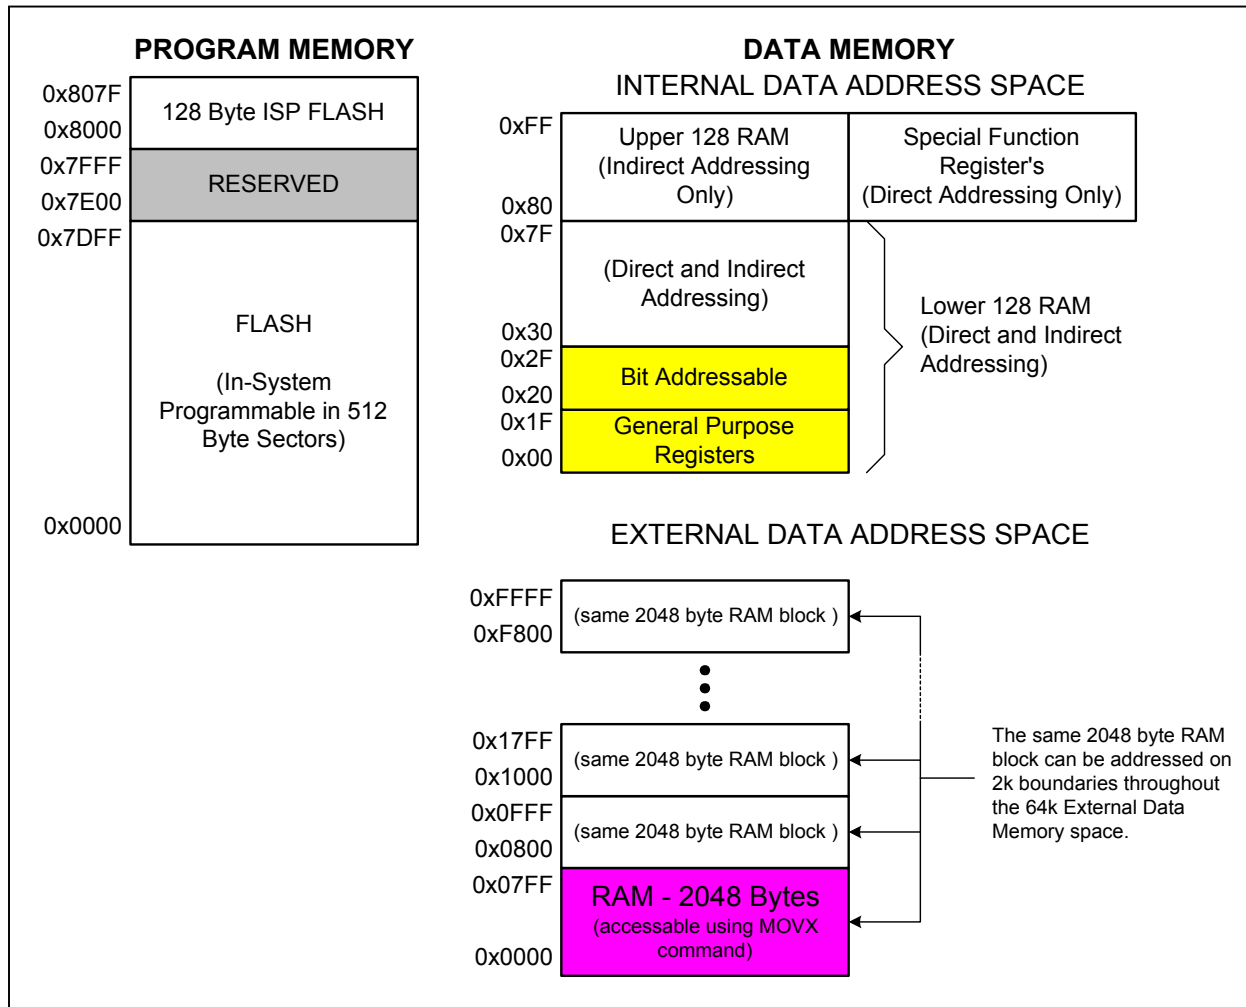 PROGRAM MEMORY
0x807F
0x8000
128 Byte ISP FLASH
0x7FFF
0x7E00
RESERVED
0x7DFF
FLASH
(In-System
Programmable in 512
Byte Sectors)
0x0000
DATA MEMORY
INTERNAL DATA ADDRESS SPACE
0xFF
Upper 128 RAM
(Indirect Addressing
Only)
0x80
Special Function
Register's
(Direct Addressing Only)
0x7F
(Direct and Indirect
Addressing)
0x30
0x2F
Bit Addressable
0x20
0x1F
General Purpose
Registers
0x00
Lower 128 RAM
(Direct and Indirect
Addressing)
EXTERNAL DATA ADDRESS SPACE
0xFFFF
(same 2048 byte RAM block )
0xF800
0x17FF
(same 2048 byte RAM block )
0x1000
0x0FFF
(same 2048 byte RAM block )
0x0800
0x07FF
RAM - 2048 Bytes
(accessable using MOVX
command)
0x0000
The same 2048 byte RAM
block can be addressed on
2k boundaries throughout
the 64k External Data
Memory space.